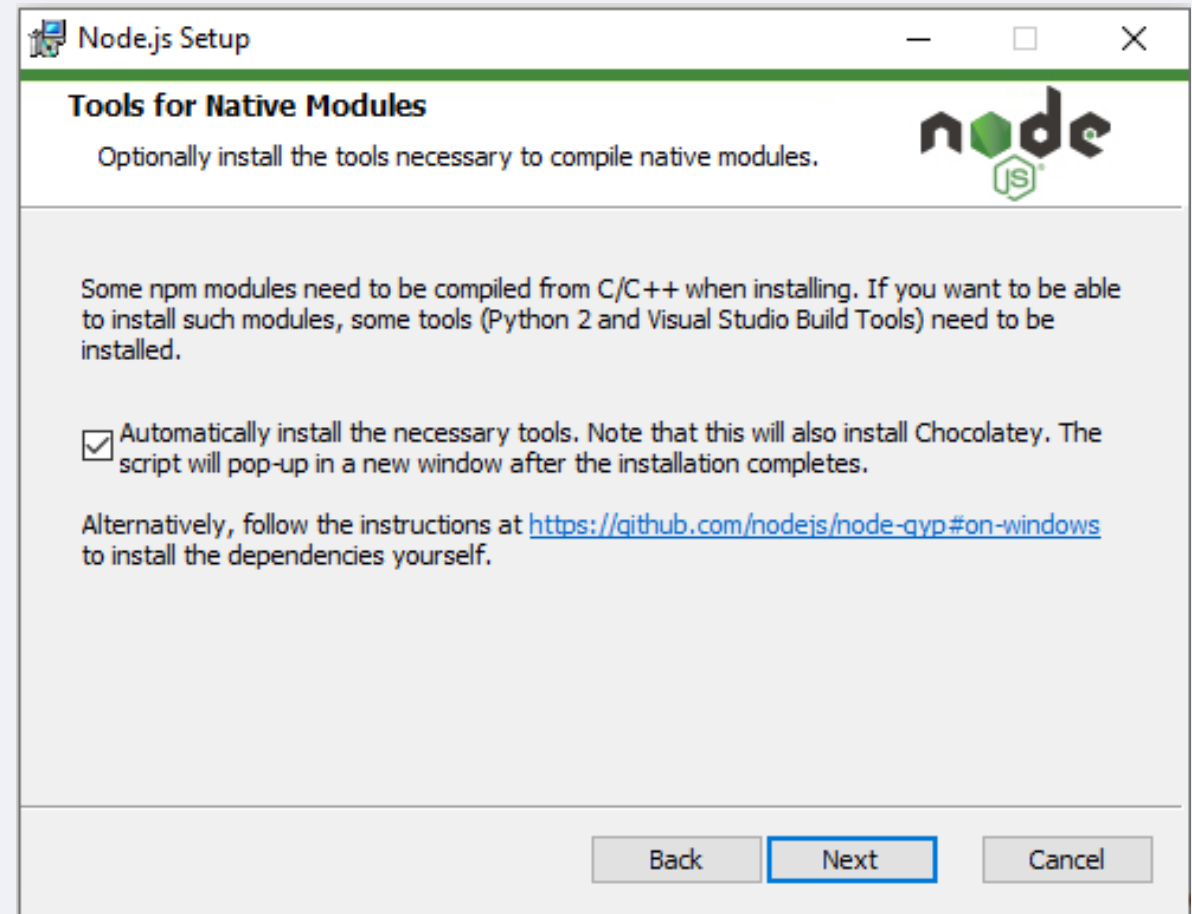 Node.js Setup
Tools for Native Modules
Optionally install the tools necessary to compile native modules.
node
JS
Some npm modules need to be compiled from C/C++ when installing. If you want to be able
to install such modules, some tools (Python 2 and Visual Studio Build Tools) need to be
installed.
Automatically install the necessary tools. Note that this will also install Chocolatey. The
script will pop-up in a new window after the installation completes.
Alternatively, follow the instructions at https://github.com/nodejs/node-gyp#on-windows
to install the dependencies yourself.
Back
Next
Cancel